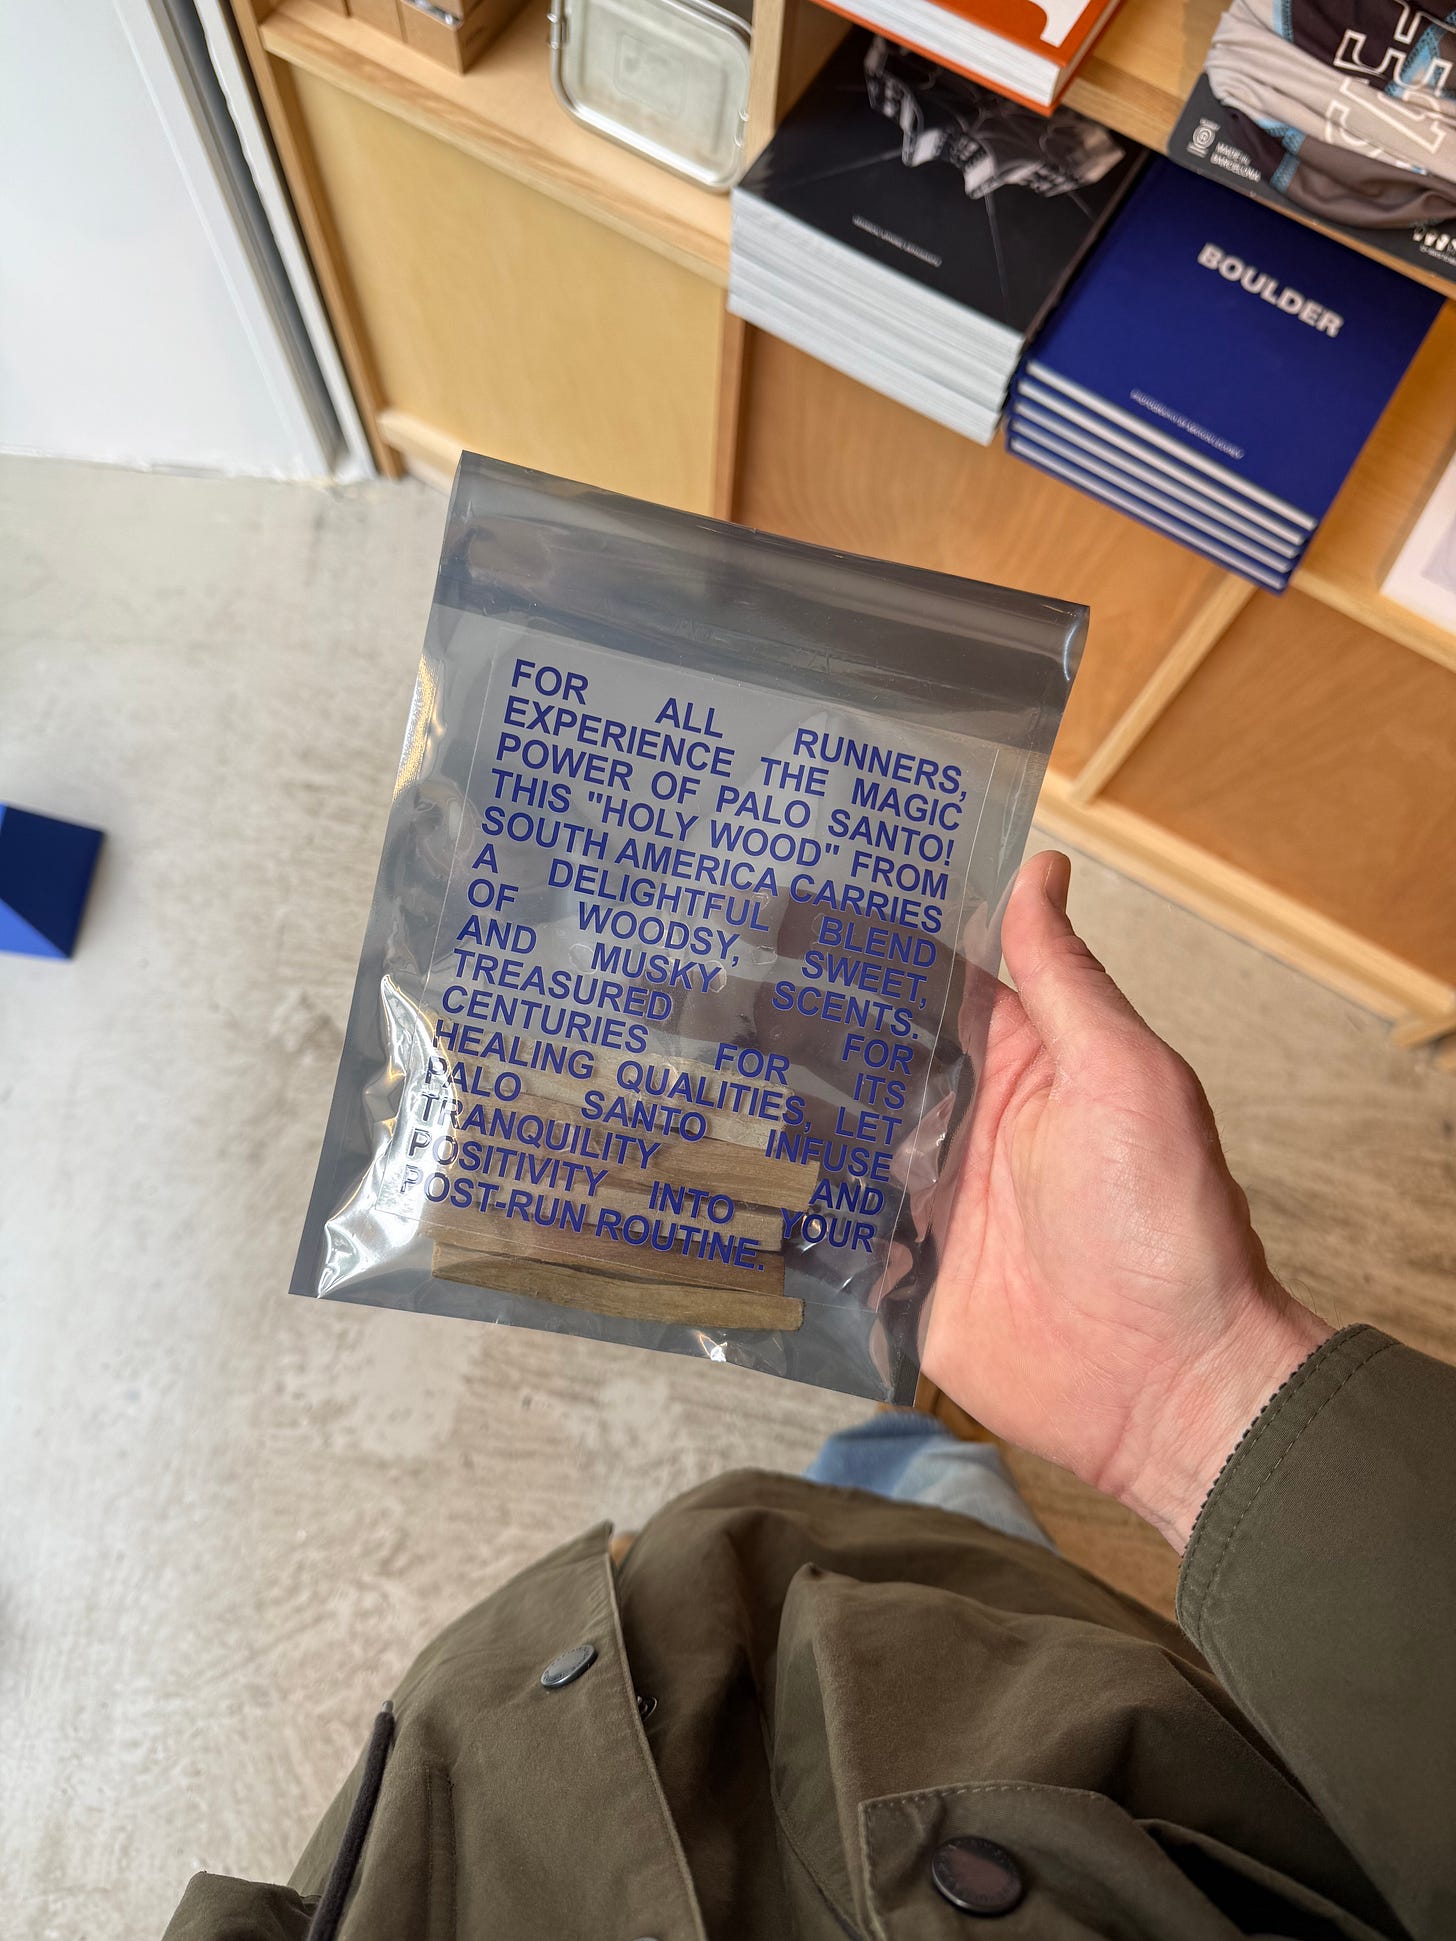 MADE IN
BARCELONA
BOULDER
FOR ALL RUNNERS,
EXPERIENCE THE MAGIC
POWER OF PALO SANTO!
THIS "HOLY WOOD" FROM
SOUTH AMERICA CARRIES
A DELIGHTFUL BLEND
OF WOODSY, SWEET,
AND MUSKY SCENTS.
TREASURED FOR
CENTURIES FOR ITS
HEALING QUALITIES, LET
PALO SANTO INFUSE
TRANQUILITY AND
POSITIVITY INTO YOUR
POST-RUN ROUTINE.